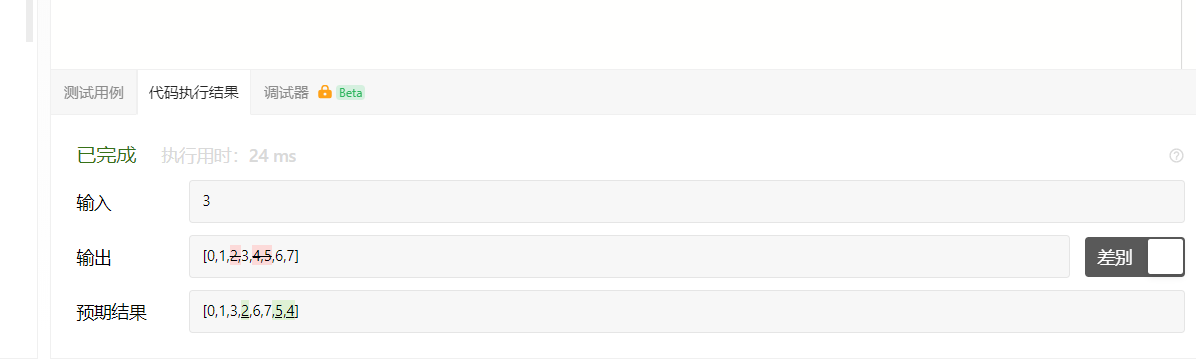 测试用例 代码执行结果 调试器 Beta
已完成 执行用时：24 ms
输入 3
输出 [0,1,2,3,4,5,6,7] 差别
预期结果 [0,1,3,2,6,7,5,4]